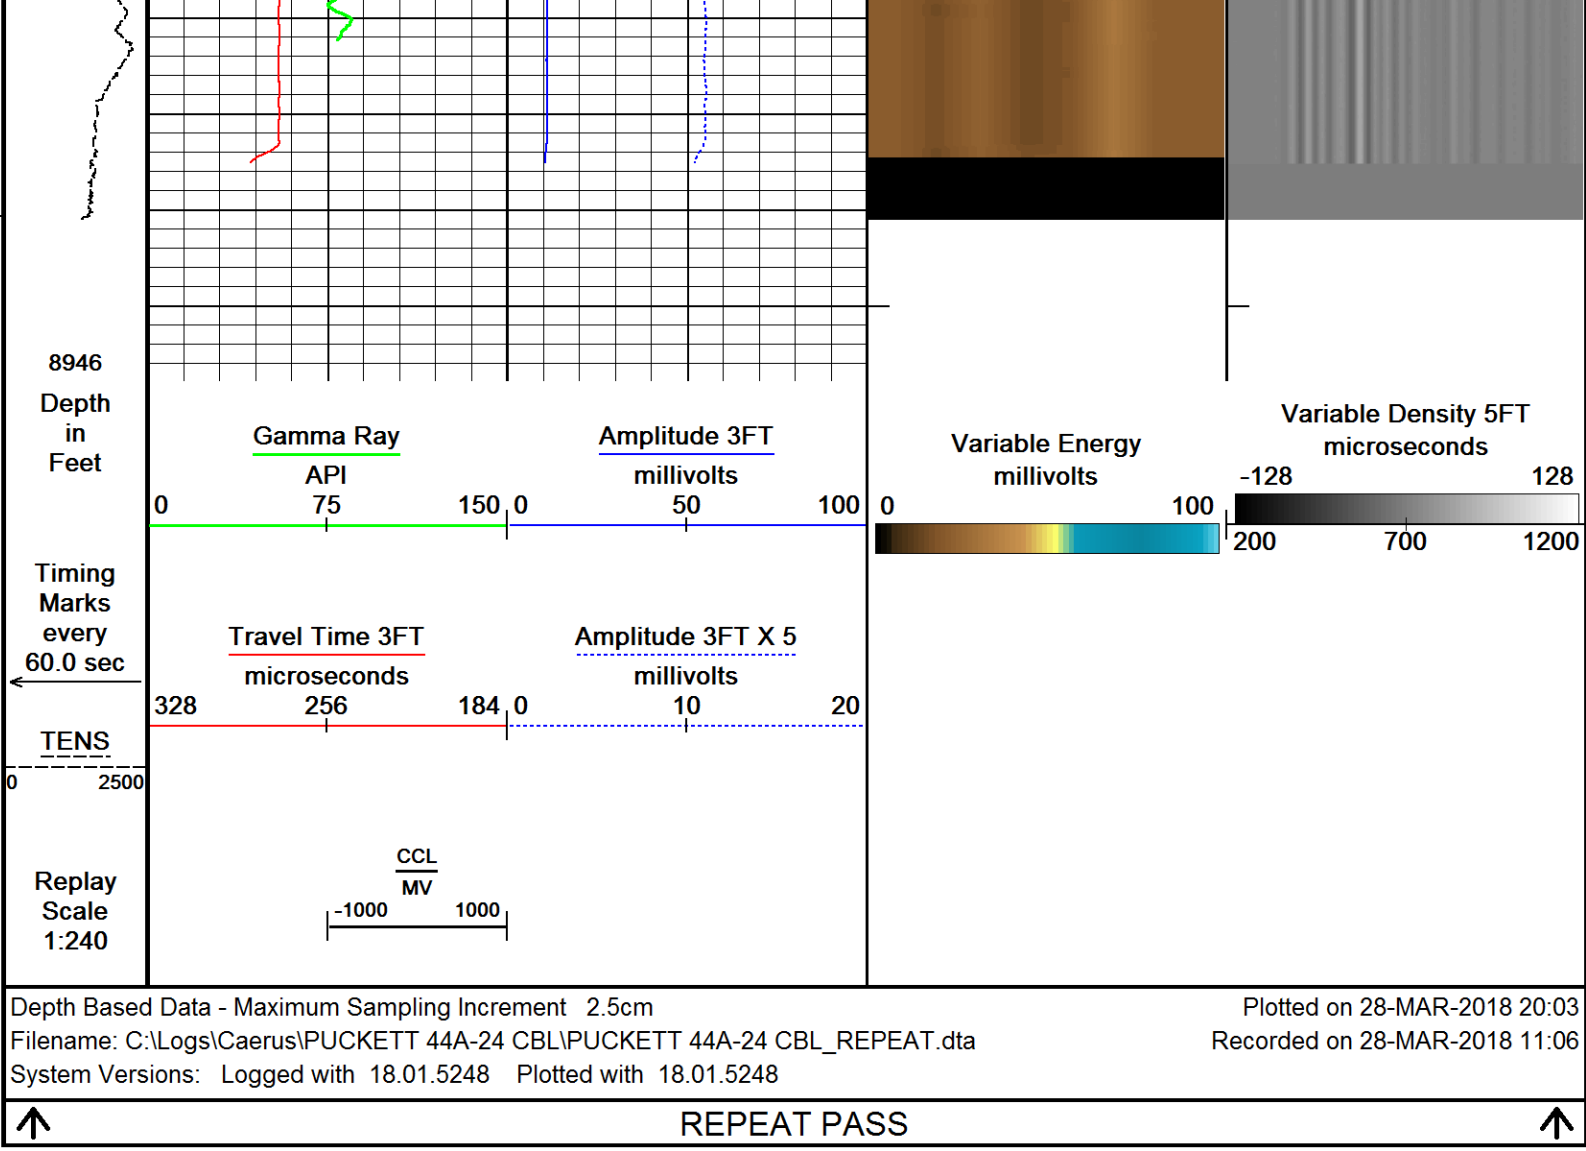 8946
Depth
in
Feet
Timing
Marks
every
60.0 sec
TENS
0 2500
Replay
Scale
1:240
Gamma Ray
API
0 75 150
Travel Time 3FT
microseconds
328 256 184
CCL
MV
-1000 1000
Amplitude 3FT
millivolts
0 50 100
Amplitude 3FT X 5
millivolts
0 10 20
Variable Energy
millivolts
0 100
Variable Density 5FT
microseconds
-128 128
200 700 1200
Depth Based Data - Maximum Sampling Increment 2.5cm
Plotted on 28-MAR-2018 20:03
Filename: C:\Logs\Caerus\PUCKETT 44A-24 CBL\PUCKETT 44A-24 CBL_REPEAT.dta
Recorded on 28-MAR-2018 11:06
System Versions: Logged with 18.01.5248 Plotted with 18.01.5248
REPEAT PASS